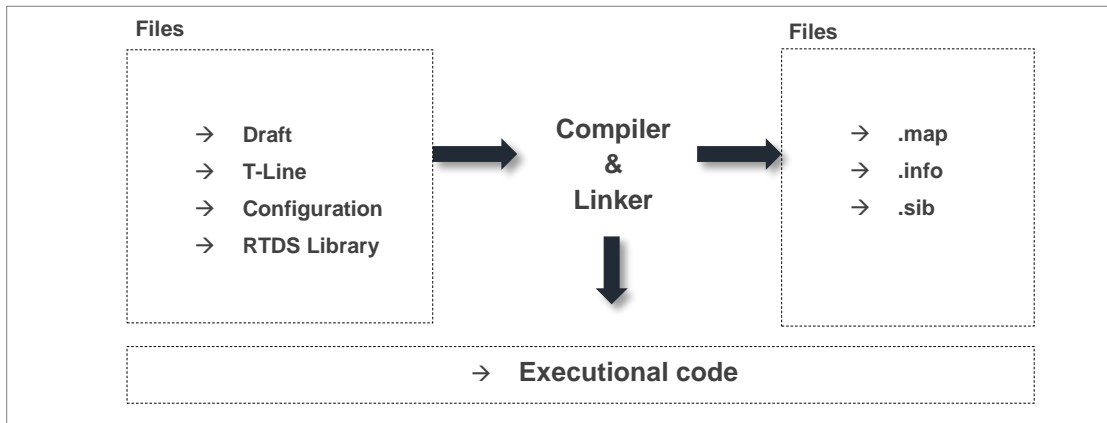 Files
→ Draft
→ T-Line
→ Configuration
→ RTDS Library
Compiler
&
Linker
Files
→ .map
→ .info
→ .sib
→ Executional code